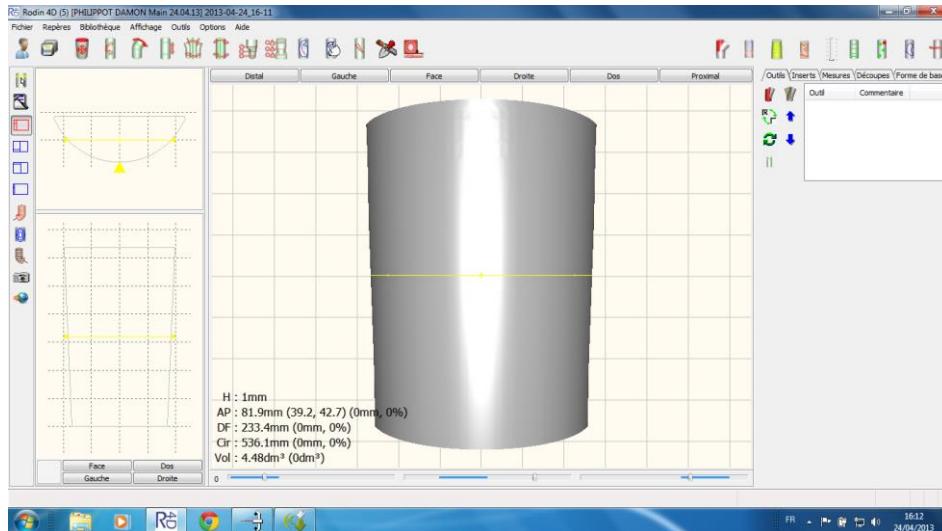 Rodin 4D (5) [PHILIPPOT DAMON Main 24.04.13] 2013-04-24_16-11
Fichier Repères Bibliothèque Affichage Outils Options Aide
Distal Gauche Face Droite Dos Proximal
Outils Inserts Mesures Découpes Forme de base
Outil Commentaire
H : 1mm
AP : 81.9mm (39.2, 42.7) (0mm, 0%)
DF : 233.4mm (0mm, 0%)
Cir : 536.1mm (0mm, 0%)
Vol : 4.48dm³ (0dm³)
Face Dos
Gauche Droite
0
FR
16:12
24/04/2013